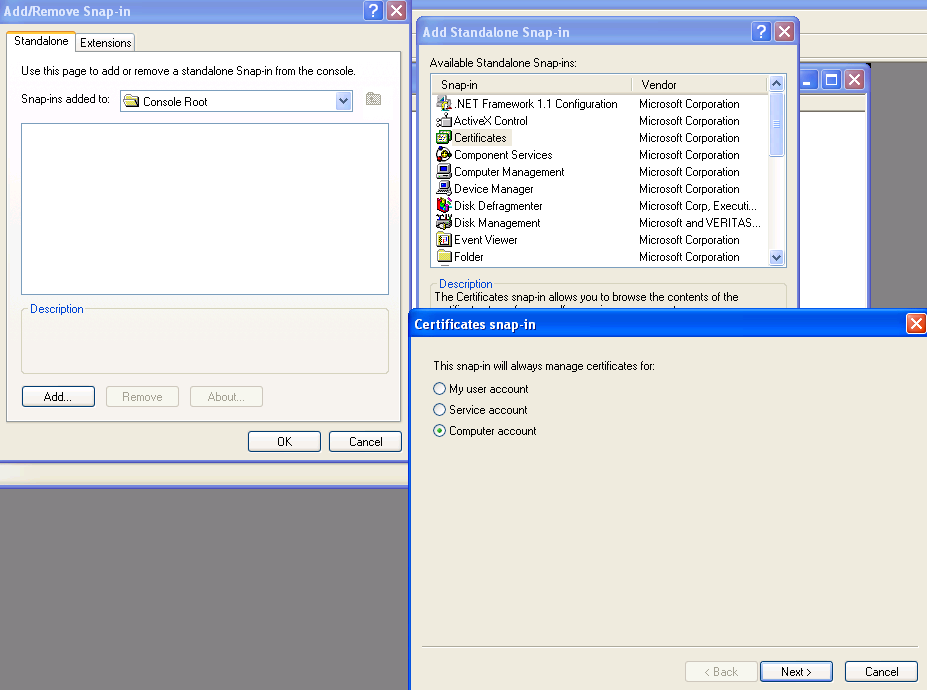 Add/Remove Snap-in
Standalone
Extensions
Use this page to add or remove a standalone Snap-in from the console.
Snap-ins added to:
Console Root
Description
Add...
Remove
About...
OK
Cancel
Add Standalone Snap-in
Available Standalone Snap-ins:
Snap-in Vendor
.NET Framework 1.1 Configuration Microsoft Corporation
ActiveX Control Microsoft Corporation
Certificates Microsoft Corporation
Component Services Microsoft Corporation
Computer Management Microsoft Corporation
Device Manager Microsoft Corporation
Disk Defragmenter Microsoft Corp, Executi...
Disk Management Microsoft and VERITAS...
Event Viewer Microsoft Corporation
Folder Microsoft Corporation
Description
The Certificates snap-in allows you to browse the contents of the
Certificates snap-in
This snap-in will always manage certificates for:
My user account
Service account
Computer account
< Back
Next >
Cancel